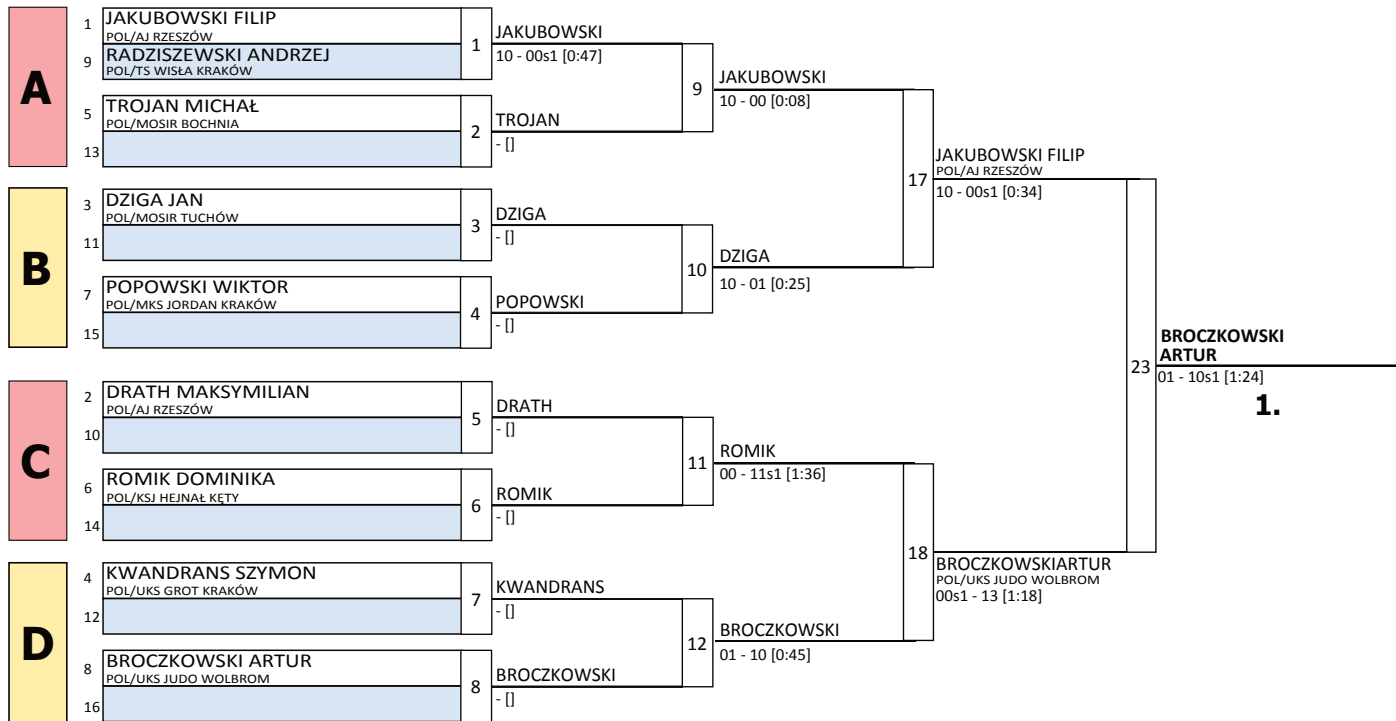 A
1
JAKUBOWSKI FILIP
POL/AJ RZESZÓW
9
RADZISZEWSKI ANDRZEJ
POL/TS WISŁA KRAKÓW
1
JAKUBOWSKI
10 - 00s1 [0:47]
5
TROJAN MICHAŁ
POL/MOSIR BOCHNIA
13
2
TROJAN
- []
9
JAKUBOWSKI
10 - 00 [0:08]
B
3
DZIGA JAN
POL/MOSIR TUCHÓW
11
3
DZIGA
- []
7
POPOWSKI WIKTOR
POL/MKS JORDAN KRAKÓW
15
4
POPOWSKI
- []
10
DZIGA
10 - 01 [0:25]
17
JAKUBOWSKI FILIP
POL/AJ RZESZÓW
10 - 00s1 [0:34]
C
2
DRATH MAKSYMILIAN
POL/AJ RZESZÓW
10
5
DRATH
- []
6
ROMIK DOMINIKA
POL/KSJ HEJNAŁ KĘTY
14
6
ROMIK
- []
11
ROMIK
00 - 11s1 [1:36]
D
4
KWANDRANS SZYMON
POL/UKS GROT KRAKÓW
12
7
KWANDRANS
- []
8
BROCZKOWSKI ARTUR
POL/UKS JUDO WOLBROM
16
8
BROCZKOWSKI
- []
12
BROCZKOWSKI
01 - 10 [0:45]
18
BROCZKOWSKIARTUR
POL/UKS JUDO WOLBROM
00s1 - 13 [1:18]
23
BROCZKOWSKI
ARTUR
01 - 10s1 [1:24]
1.